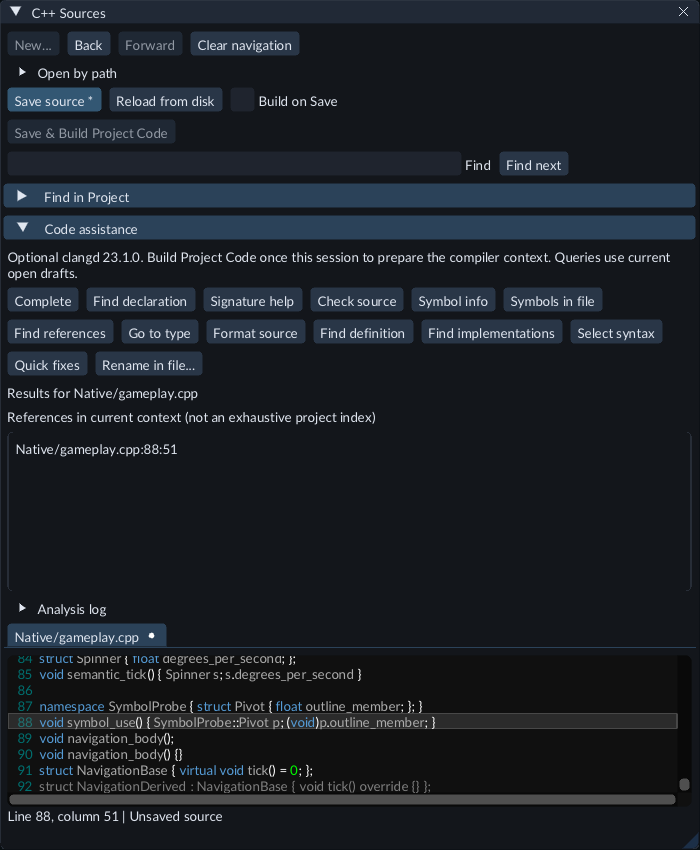 C++ Sources
New... Back Forward Clear navigation
Open by path
Save source * Reload from disk Build on Save
Save & Build Project Code
Find Find next
Find in Project
Code assistance
Optional clangd 23.1.0. Build Project Code once this session to prepare the compiler context. Queries use current
open drafts.
Complete Find declaration Signature help Check source Symbol info Symbols in file
Find references Go to type Format source Find definition Find implementations Select syntax
Quick fixes Rename in file...
Results for Native/gameplay.cpp
References in current context (not an exhaustive project index)
Native/gameplay.cpp:88:51
Analysis log
Native/gameplay.cpp
84 struct Spinner { float degrees_per_second; };
85 void semantic_tick() { Spinner s; s.degrees_per_second }
86
87 namespace SymbolProbe { struct Pivot { float outline_member; }; }
88 void symbol_use() { SymbolProbe::Pivot p; (void)p.outline_member; }
89 void navigation_body();
90 void navigation_body() {}
91 struct NavigationBase { virtual void tick() = 0; };
92 struct NavigationDerived : NavigationBase { void tick() override {} };
Line 88, column 51 | Unsaved source